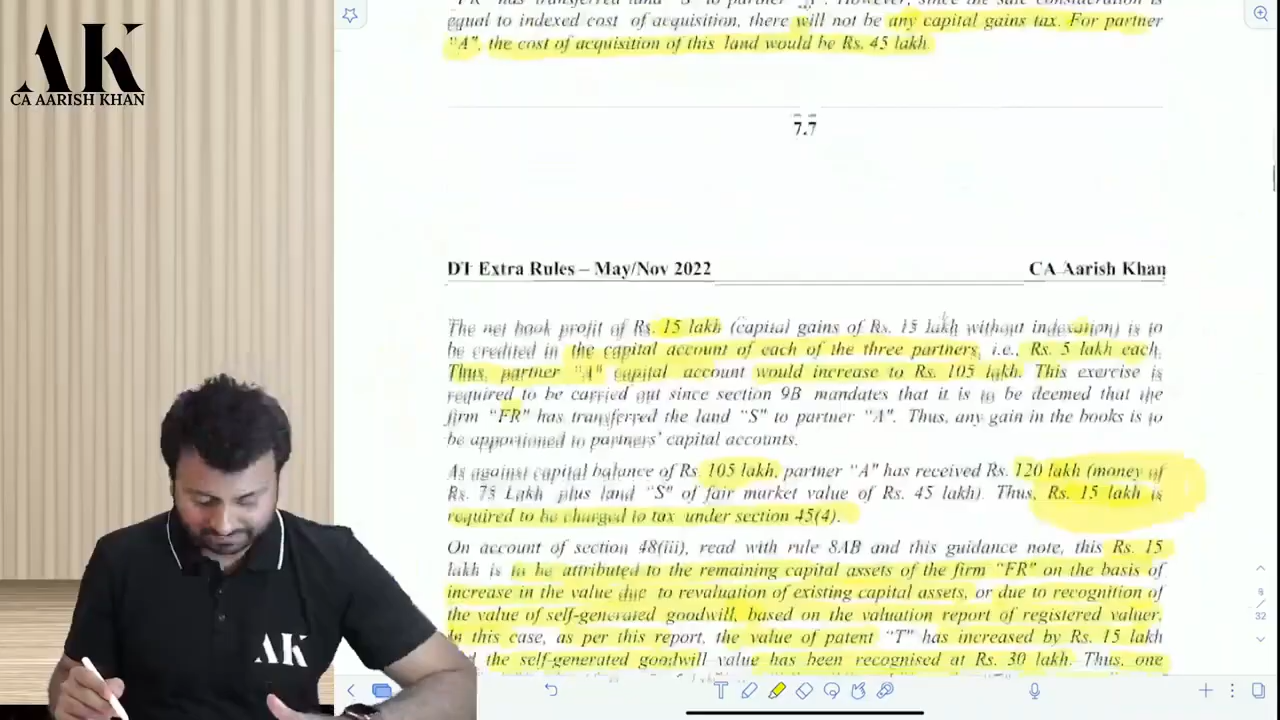 AK
CA AARISH KHAN
equal to indexed cost of acquisition, there will not be any capital gains tax. For partner
"A", the cost of acquisition of this land would be Rs. 45 lakh.
7.7
DT Extra Rules – May/Nov 2022
CA Aarish Khan
The net book profit of Rs. 15 lakh (capital gains of Rs. 15 lakh without indexation) is to
be credited in the capital account of each of the three partners, i.e., Rs. 5 lakh each.
Thus, partner "A" capital account would increase to Rs. 105 lakh. This exercise is
required to be carried out since section 9B mandates that it is to be deemed that the
firm "FR" has transferred the land "S" to partner "A". Thus, any gain in the books is to
be apportioned to partners' capital accounts.
As against capital balance of Rs. 105 lakh, partner "A" has received Rs. 120 lakh (money of
Rs. 75 Lakh plus land "S" of fair market value of Rs. 45 lakh). Thus, Rs. 15 lakh is
required to be charged to tax under section 45(4).
On account of section 48(iii), read with rule 8AB and this guidance note, this Rs. 15
lakh is to be attributed to the remaining capital assets of the firm "FR" on the basis of
increase in the value due to revaluation of existing capital assets, or due to recognition of
the value of self-generated goodwill, based on the valuation report of registered valuer.
In this case, as per this report, the value of patent "T" has increased by Rs. 15 lakh
the self-generated goodwill value has been recognised at Rs. 30 lakh. Thus, one
8
/
32
T
AK